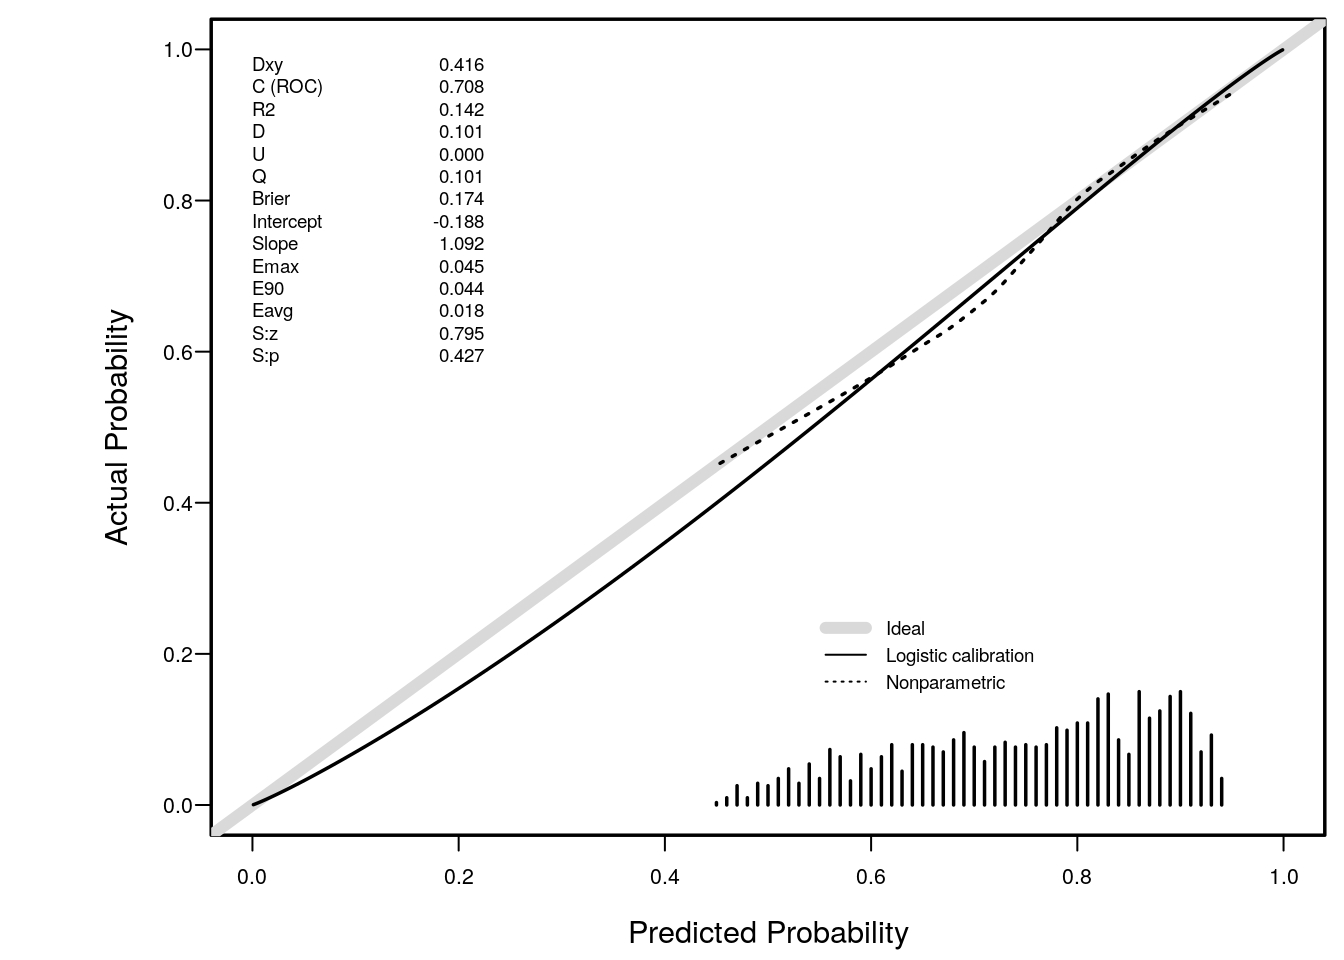 1.0
0.8
0.6
0.4
0.2
0.0
Actual Probability
Dxy 0.416
C (ROC) 0.708
R2 0.142
D 0.101
U 0.000
Q 0.101
Brier 0.174
Intercept -0.188
Slope 1.092
Emax 0.045
E90 0.044
Eavg 0.018
S:z 0.795
S:p 0.427
Ideal
Logistic calibration
Nonparametric
0.0 0.2 0.4 0.6 0.8 1.0
Predicted Probability